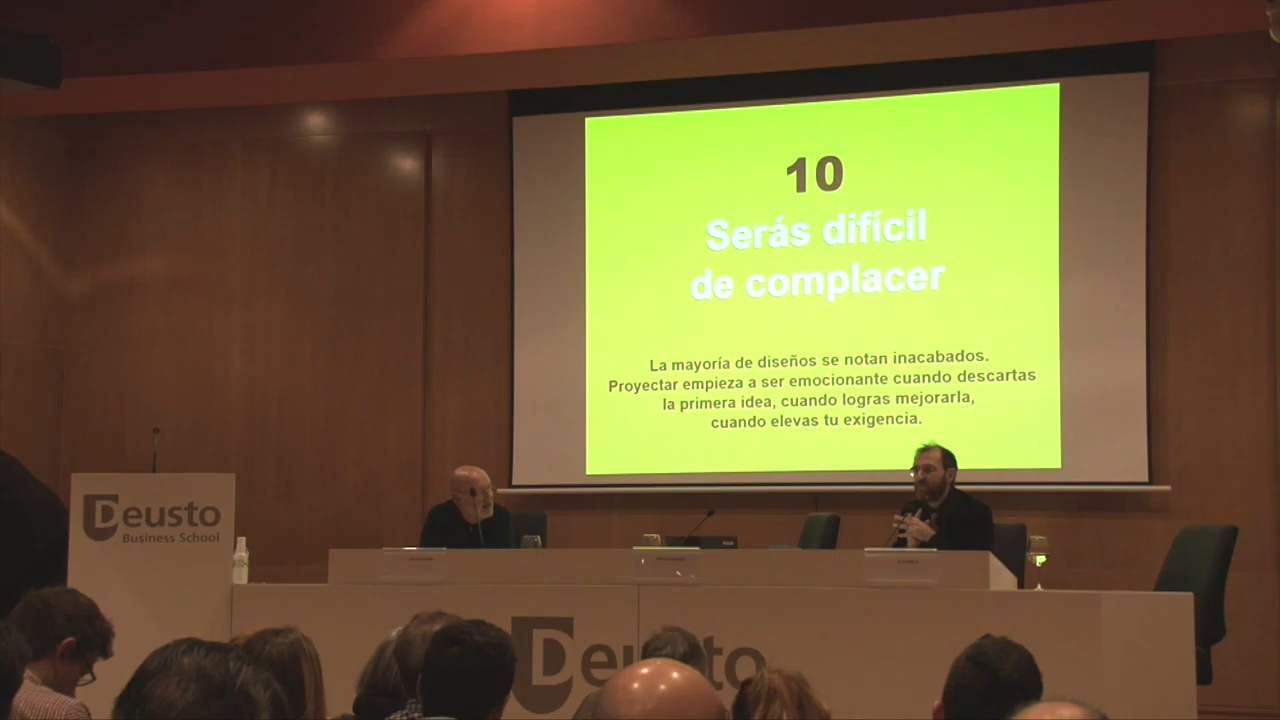 10
Serás difícil
de complacer
La mayoría de diseños se notan inacabados.
Proyectar empieza a ser emocionante cuando descartas
la primera idea, cuando logras mejorarla,
cuando elevas tu exigencia.
Deusto
Business School
Deusto